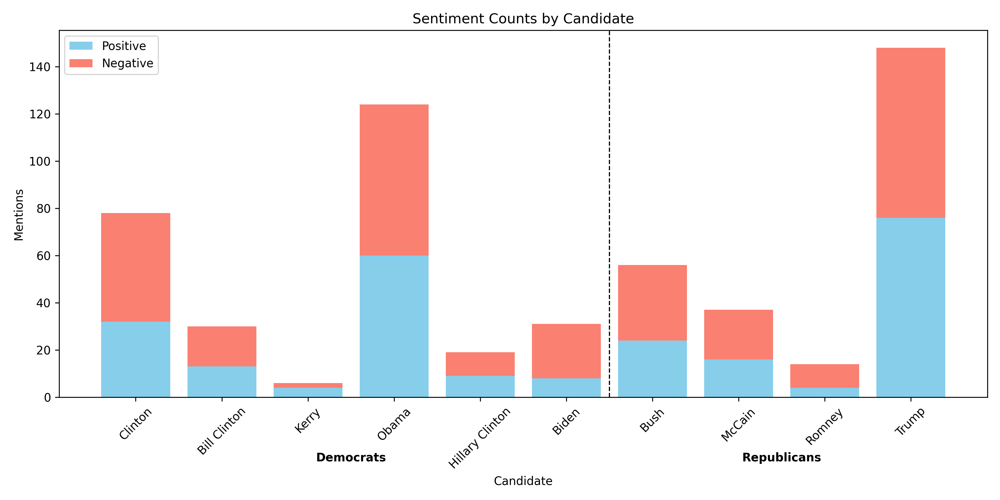 Sentiment Counts by Candidate
Positive
Negative
Mentions
140
120
100
80
60
40
20
0
Clinton
Bill Clinton
Kerry
Obama
Hillary Clinton
Biden
Bush
McCain
Romney
Trump
Democrats
Republicans
Candidate